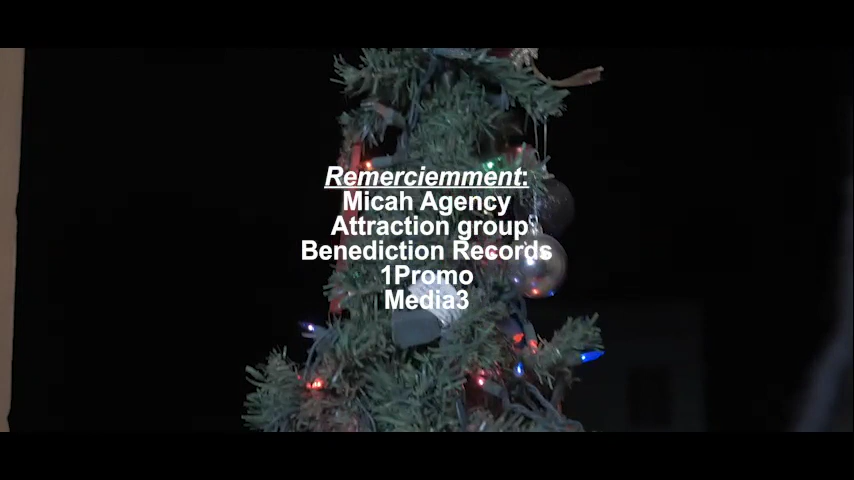 Remerciemment:
Micah Agency
Attraction group
Benediction Records
1Promo
Media3